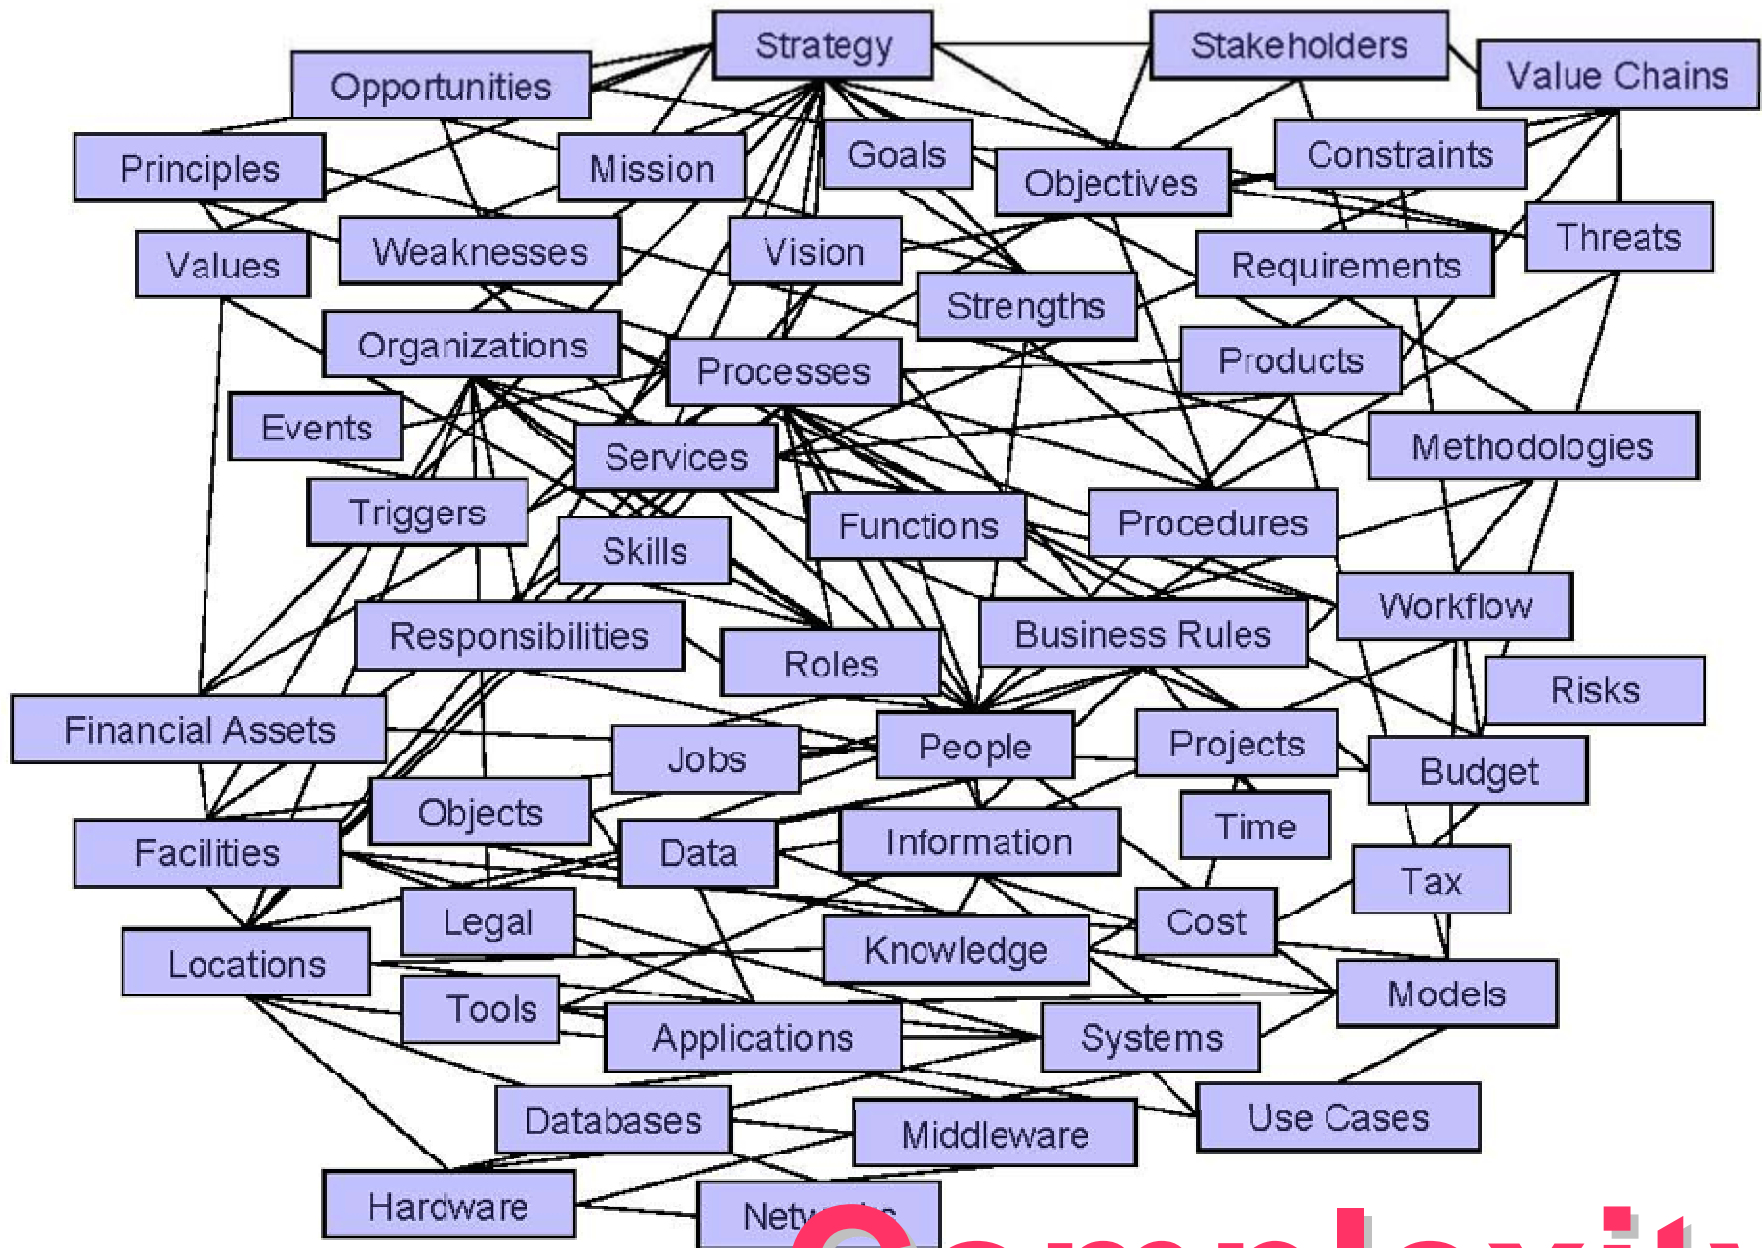 Strategy
Stakeholders
Value Chains
Opportunities
Principles
Mission
Goals
Constraints
Objectives
Values
Weaknesses
Vision
Requirements
Threats
Strengths
Organizations
Processes
Products
Events
Services
Methodologies
Triggers
Skills
Functions
Procedures
Responsibilities
Roles
Business Rules
Workflow
Risks
Financial Assets
Jobs
People
Projects
Budget
Objects
Facilities
Data
Information
Time
Tax
Legal
Knowledge
Cost
Locations
Tools
Applications
Systems
Models
Databases
Middleware
Use Cases
Hardware
Networks
Complexity